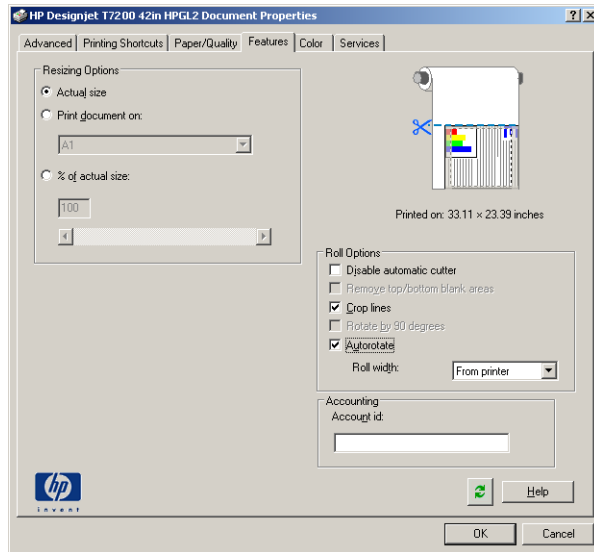 HP Designjet T7200 42in HPGL2 Document Properties
Advanced Printing Shortcuts Paper/Quality Features Color Services
Resizing Options
Actual size
Print document on:
A1
% of actual size:
100
Printed on: 33.11 × 23.39 inches
Roll Options
Disable automatic cutter
Remove top/bottom blank areas
Crop lines
Rotate by 90 degrees
Autorotate
Roll width: From printer
Accounting
Account id:
hp
invent
Help
OK Cancel